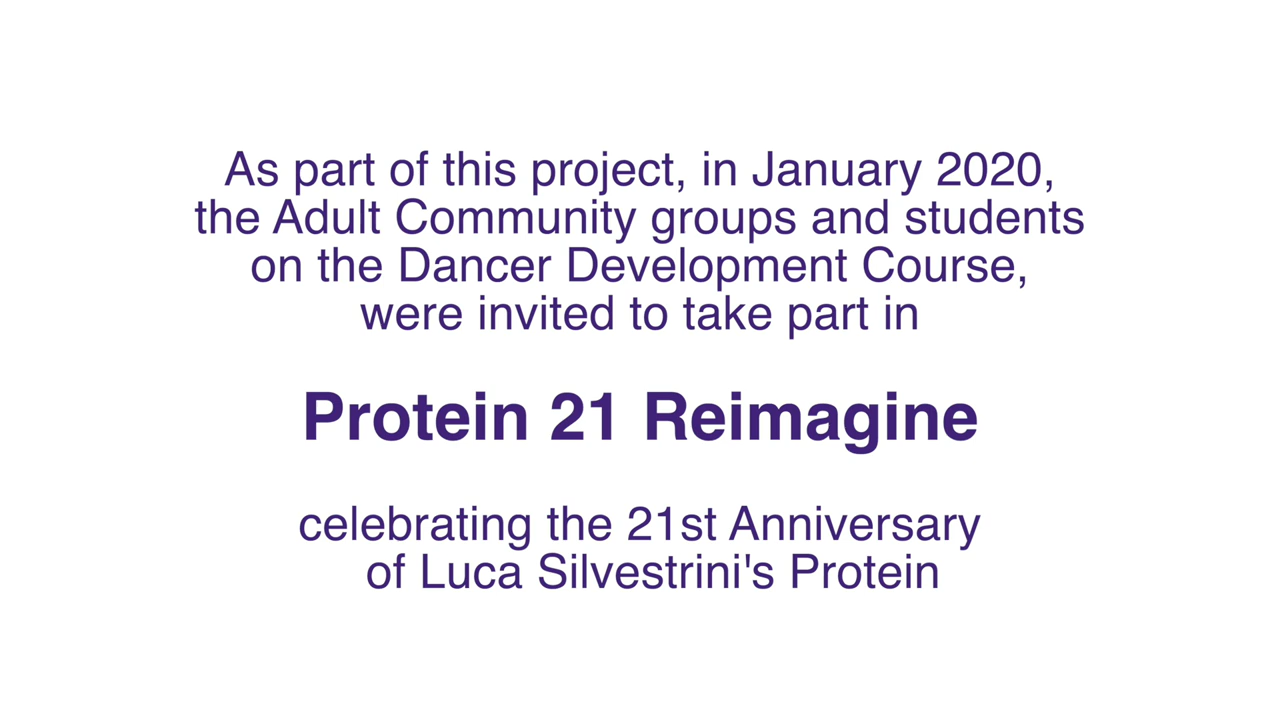 As part of this project, in January 2020,
the Adult Community groups and students
on the Dancer Development Course,
were invited to take part in
Protein 21 Reimagine
celebrating the 21st Anniversary
of Luca Silvestrini's Protein